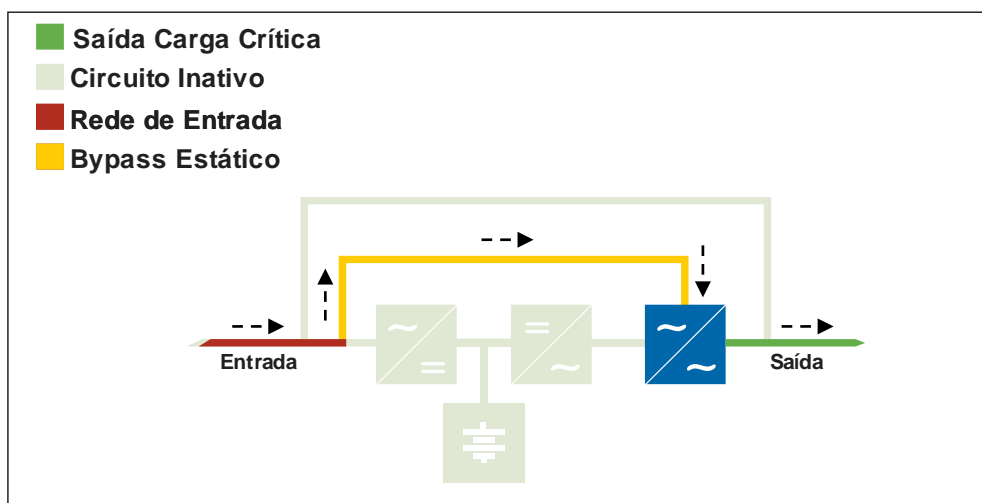 Saída Carga Crítica
Circuito Inativo
Rede de Entrada
Bypass Estático
Entrada
Saída